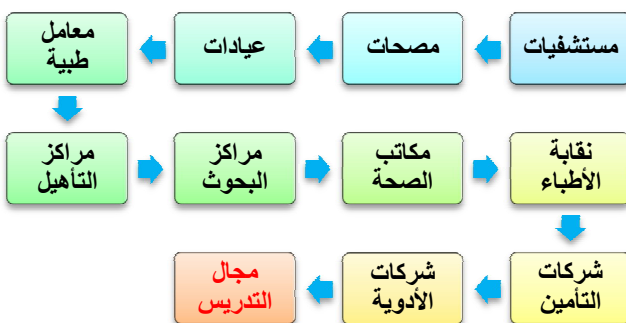 مستشفيات
مصحات
عيادات
معامل
طبية
مراكز
التأهيل
مراكز
البحوث
مكاتب
الصحة
نقابة
الأطباء
شركات
التأمين
شركات
الأدوية
مجال
التدريس